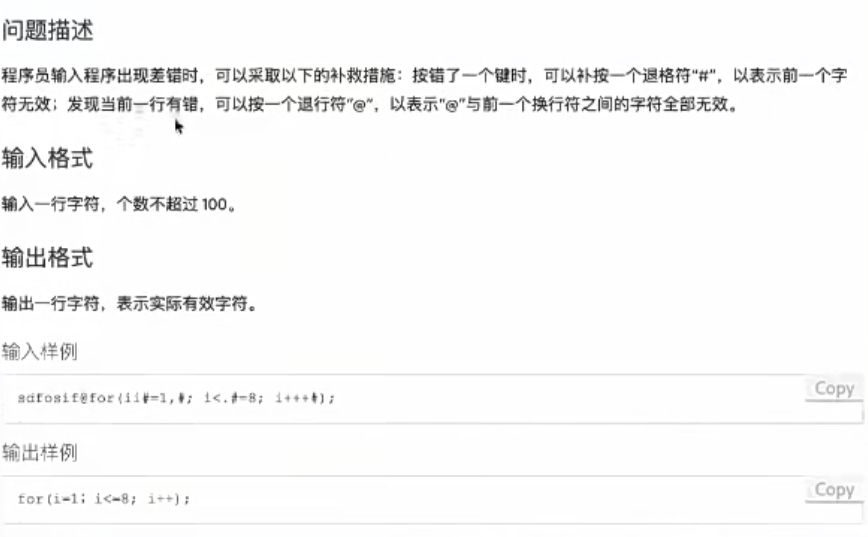 问题描述
程序员输入程序出现差错时，可以采取以下的补救措施：按错了一个键时，可以补按一个退格符“#”，以表示前一个字
符无效；发现当前一行有错，可以按一个退行符“@”，以表示“@”与前一个换行符之间的字符全部无效。
输入格式
输入一行字符，个数不超过 100。
输出格式
输出一行字符，表示实际有效字符。
输入样例
Copy
sdfosif@for(ii#=1,#; i<.#=8; i+++#);
输出样例
Copy
for(i=1; i<=8; i++);